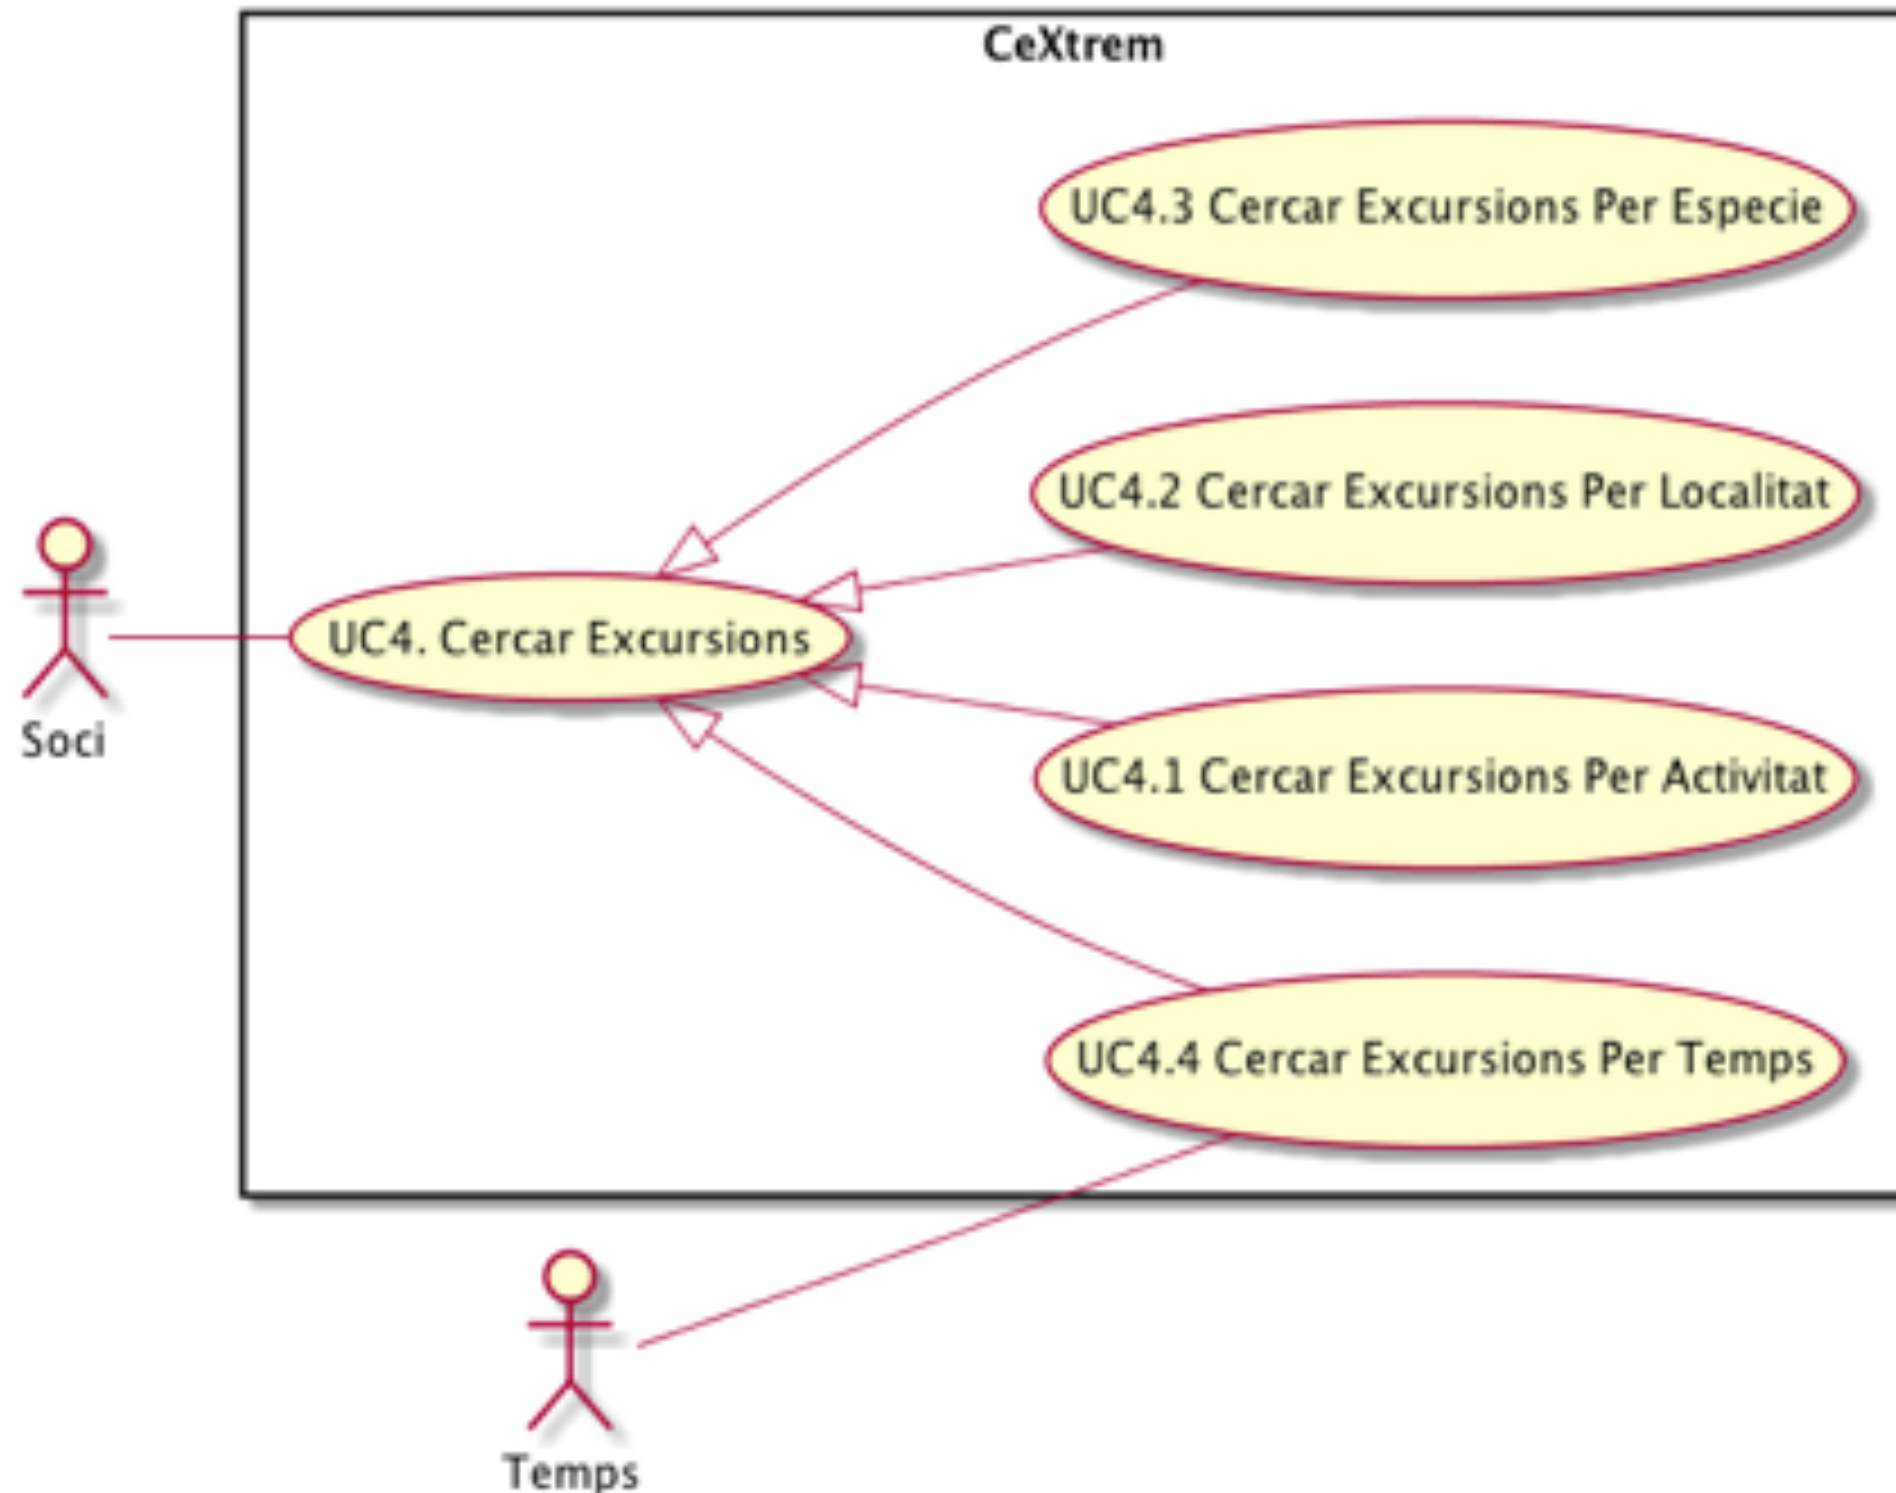 CeXtrem
UC4.3 Cercar Excursions Per Especie
UC4.2 Cercar Excursions Per Localitat
UC4. Cercar Excursions
Soci
UC4.1 Cercar Excursions Per Activitat
UC4.4 Cercar Excursions Per Temps
Temps